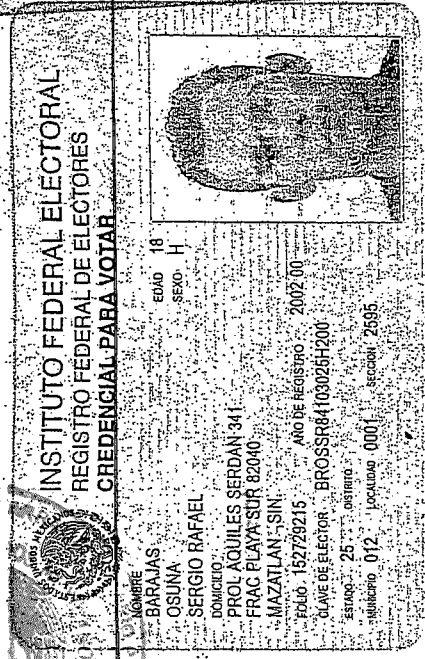 INSTITUTO FEDERAL ELECTORAL
REGISTRO FEDERAL DE ELECTORES
CREDENCIAL PARA VOTAR
NOMBRE
BARAJAS
OSUNA
SERGIO RAFAEL
EDAD 18
SEXO H
DOMICILIO
PROL AQUILES SERDAN 341
FRAC PLAYA SUR 82040
MAZATLAN, SIN.
FOLIO 152729215 AÑO DE REGISTRO 2002 00
CLAVE DE ELECTOR BROSSR84103025H200
ESTADO 25 DISTRITO
MUNICIPIO 012 LOCALIDAD 0001 SECCION 2595